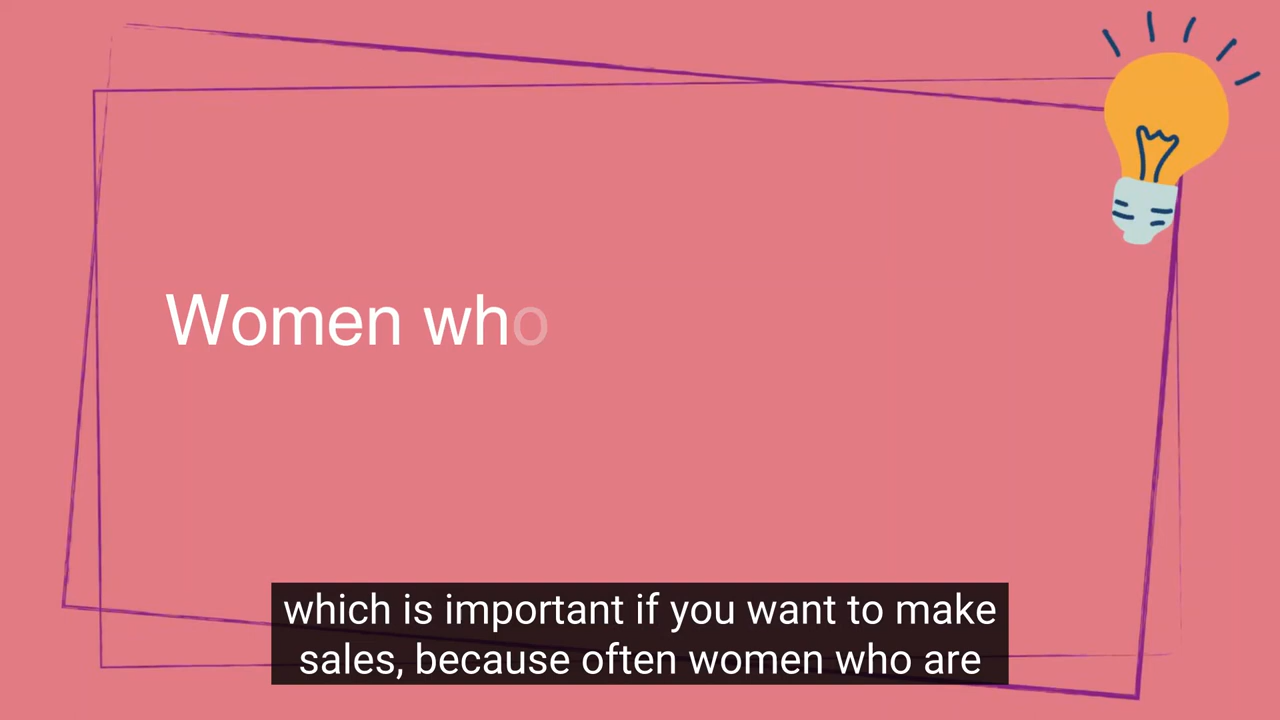 Women who
which is important if you want to make
sales, because often women who are